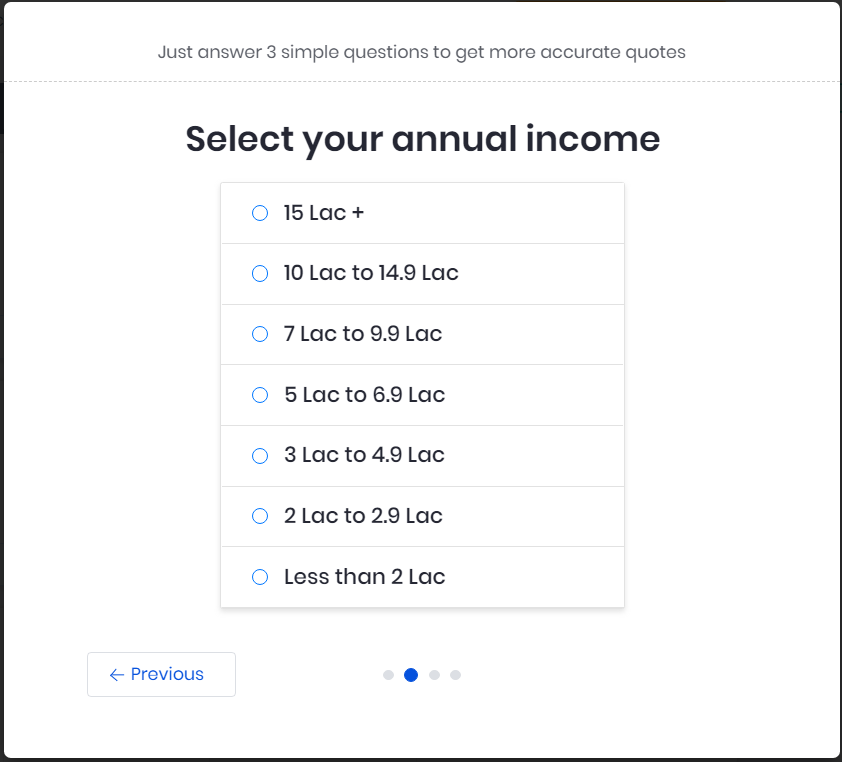 Just answer 3 simple questions to get more accurate quotes
Select your annual income
15 Lac +
10 Lac to 14.9 Lac
7 Lac to 9.9 Lac
5 Lac to 6.9 Lac
3 Lac to 4.9 Lac
2 Lac to 2.9 Lac
Less than 2 Lac
← Previous